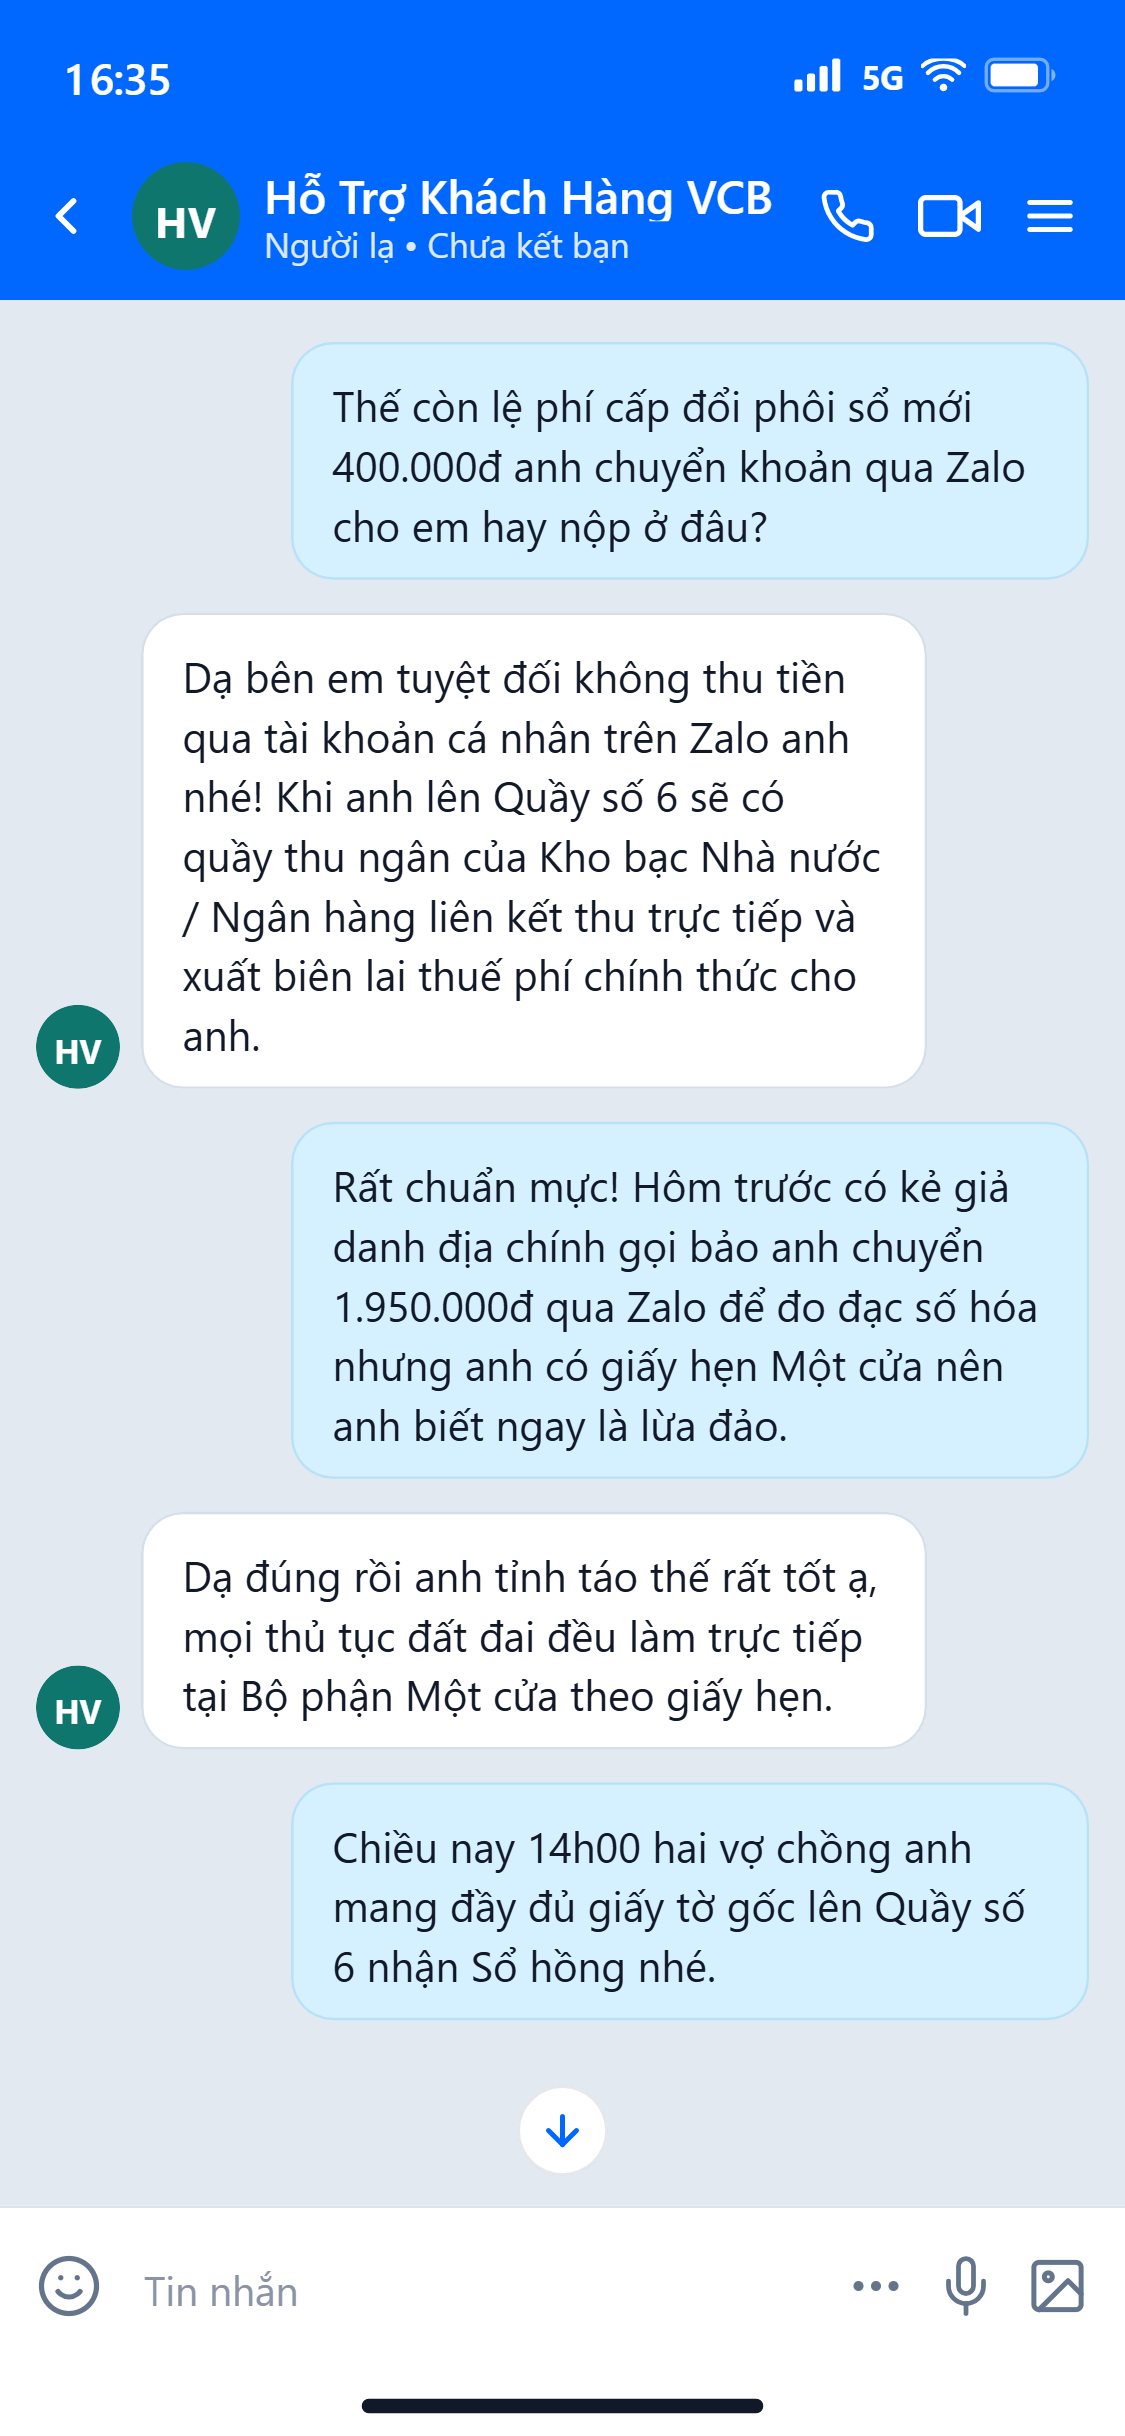 16:35
5G
HV
Hỗ Trợ Khách Hàng VCB
Người lạ • Chưa kết bạn
Thế còn lệ phí cấp đổi phôi sổ mới
400.000đ anh chuyển khoản qua Zalo
cho em hay nộp ở đâu?
Dạ bên em tuyệt đối không thu tiền
qua tài khoản cá nhân trên Zalo anh
nhé! Khi anh lên Quầy số 6 sẽ có
quầy thu ngân của Kho bạc Nhà nước
/ Ngân hàng liên kết thu trực tiếp và
xuất biên lai thuế phí chính thức cho
anh.
HV
Rất chuẩn mực! Hôm trước có kẻ giả
danh địa chính gọi bảo anh chuyển
1.950.000đ qua Zalo để đo đạc số hóa
nhưng anh có giấy hẹn Một cửa nên
anh biết ngay là lừa đảo.
Dạ đúng rồi anh tỉnh táo thế rất tốt ạ,
mọi thủ tục đất đai đều làm trực tiếp
tại Bộ phận Một cửa theo giấy hẹn.
HV
Chiều nay 14h00 hai vợ chồng anh
mang đầy đủ giấy tờ gốc lên Quầy số
6 nhận Sổ hồng nhé.
Tin nhắn